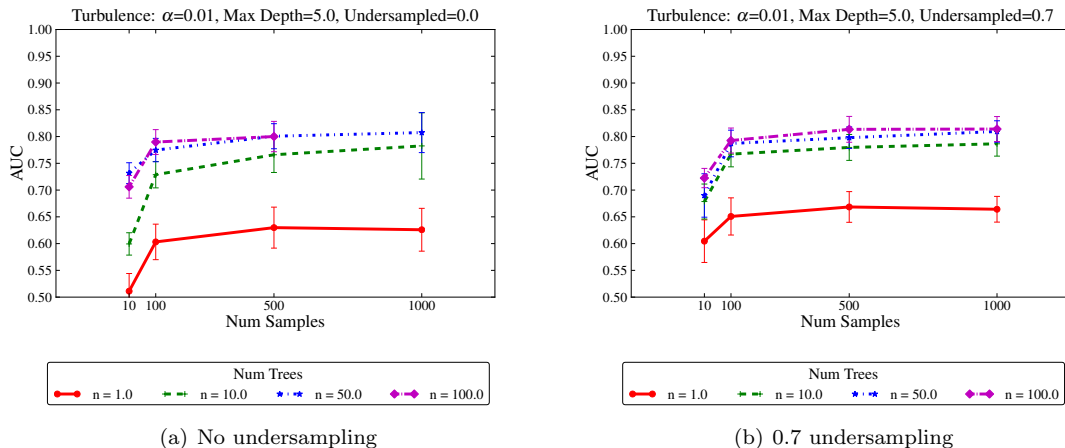 Turbulence: α=0.01, Max Depth=5.0, Undersampled=0.0
1.00
0.95
0.90
0.85
0.80
0.75
0.70
0.65
0.60
0.55
0.50
AUC
10 100 500 1000
Num Samples
Num Trees
n = 1.0 n = 10.0 n = 50.0 n = 100.0
(a) No undersampling
Turbulence: α=0.01, Max Depth=5.0, Undersampled=0.7
1.00
0.95
0.90
0.85
0.80
0.75
0.70
0.65
0.60
0.55
0.50
AUC
10 100 500 1000
Num Samples
Num Trees
n = 1.0 n = 10.0 n = 50.0 n = 100.0
(b) 0.7 undersampling